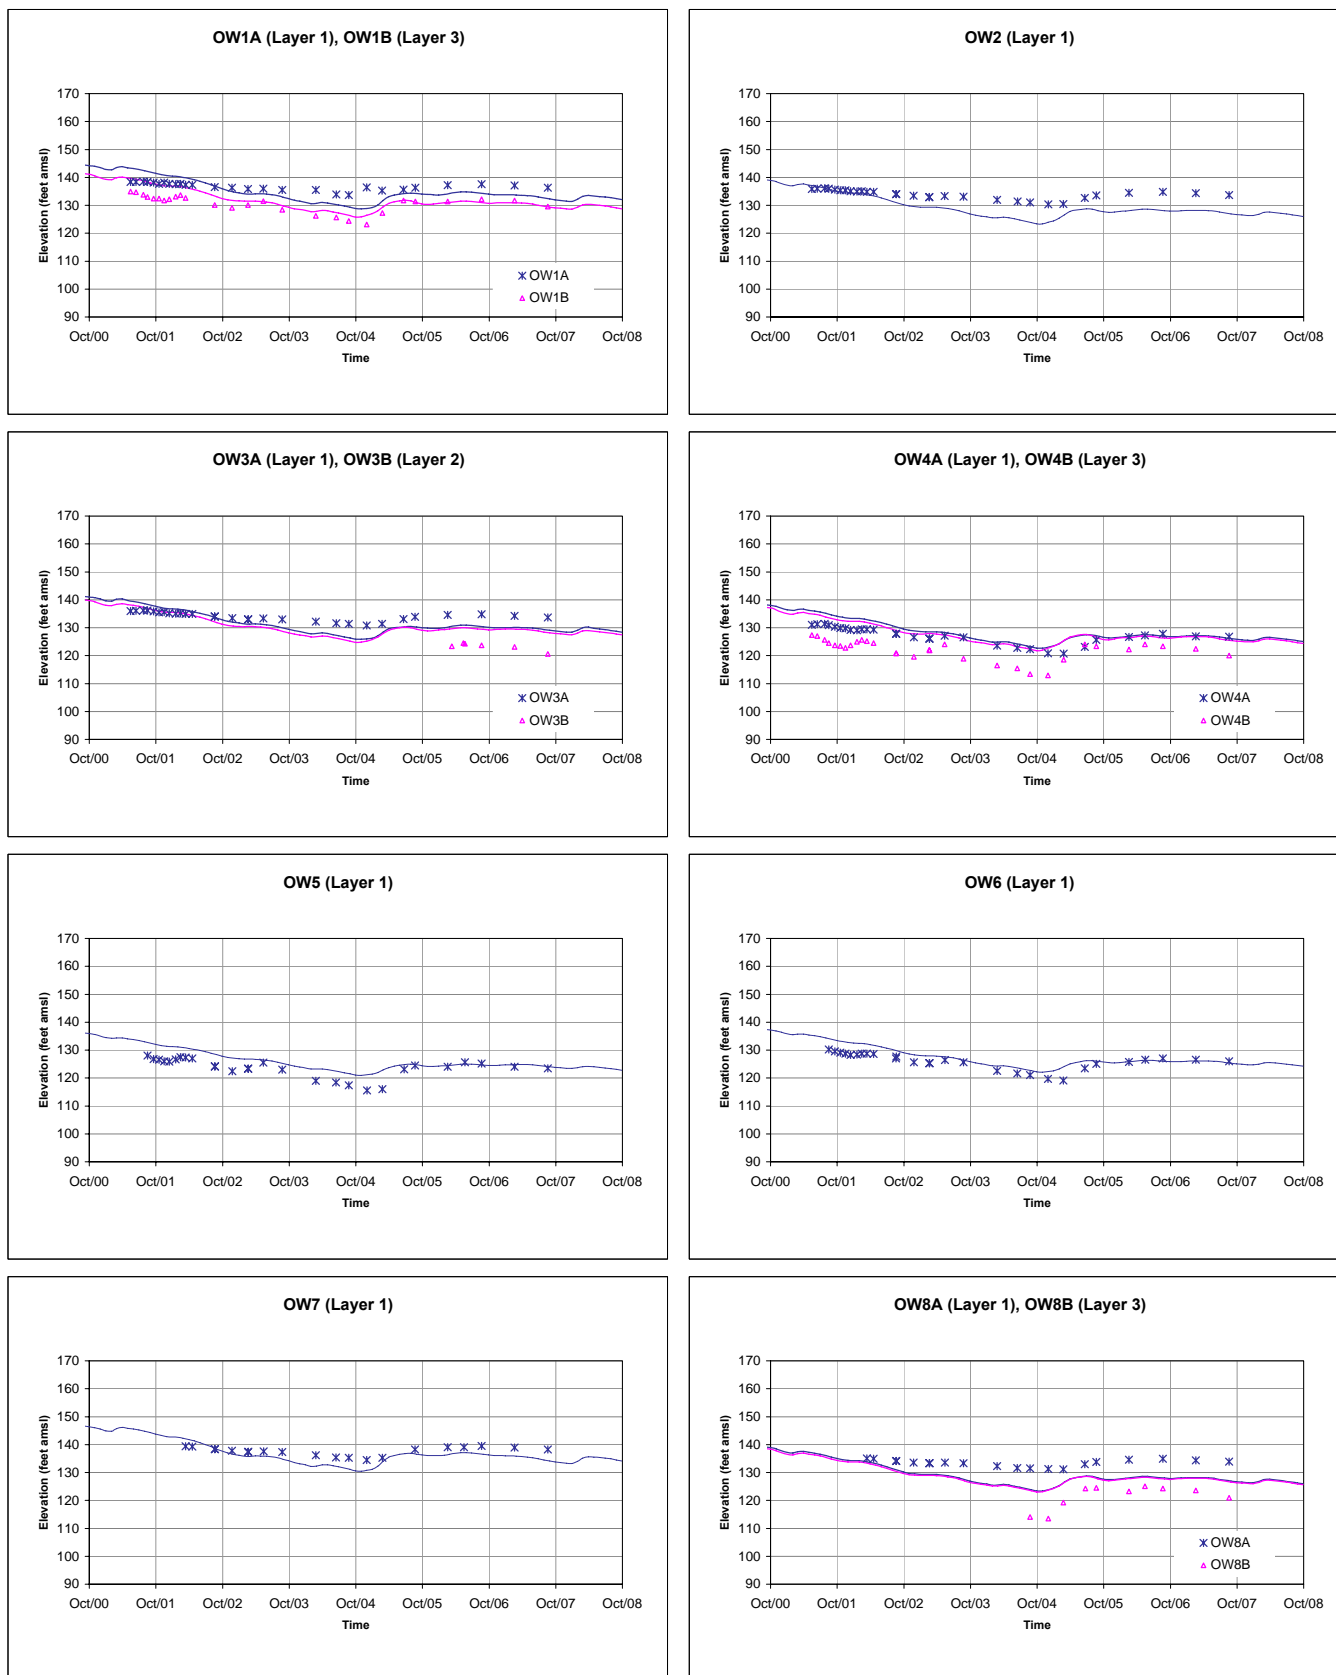 OW1A (Layer 1), OW1B (Layer 3)
170
160
150
140
130
120
110
100
90
Elevation (feet amsl)
OW1A
OW1B
Oct/00 Oct/01 Oct/02 Oct/03 Oct/04 Oct/05 Oct/06 Oct/07 Oct/08
Time
OW2 (Layer 1)
170
160
150
140
130
120
110
100
90
Elevation (feet amsl)
Oct/00 Oct/01 Oct/02 Oct/03 Oct/04 Oct/05 Oct/06 Oct/07 Oct/08
Time
OW3A (Layer 1), OW3B (Layer 2)
170
160
150
140
130
120
110
100
90
Elevation (feet amsl)
OW3A
OW3B
Oct/00 Oct/01 Oct/02 Oct/03 Oct/04 Oct/05 Oct/06 Oct/07 Oct/08
Time
OW4A (Layer 1), OW4B (Layer 3)
170
160
150
140
130
120
110
100
90
Elevation (feet amsl)
OW4A
OW4B
Oct/00 Oct/01 Oct/02 Oct/03 Oct/04 Oct/05 Oct/06 Oct/07 Oct/08
Time
OW5 (Layer 1)
170
160
150
140
130
120
110
100
90
Elevation (feet amsl)
Oct/00 Oct/01 Oct/02 Oct/03 Oct/04 Oct/05 Oct/06 Oct/07 Oct/08
Time
OW6 (Layer 1)
170
160
150
140
130
120
110
100
90
Elevation (feet amsl)
Oct/00 Oct/01 Oct/02 Oct/03 Oct/04 Oct/05 Oct/06 Oct/07 Oct/08
Time
OW7 (Layer 1)
170
160
150
140
130
120
110
100
90
Elevation (feet amsl)
Oct/00 Oct/01 Oct/02 Oct/03 Oct/04 Oct/05 Oct/06 Oct/07 Oct/08
Time
OW8A (Layer 1), OW8B (Layer 3)
170
160
150
140
130
120
110
100
90
Elevation (feet amsl)
OW8A
OW8B
Oct/00 Oct/01 Oct/02 Oct/03 Oct/04 Oct/05 Oct/06 Oct/07 Oct/08
Time